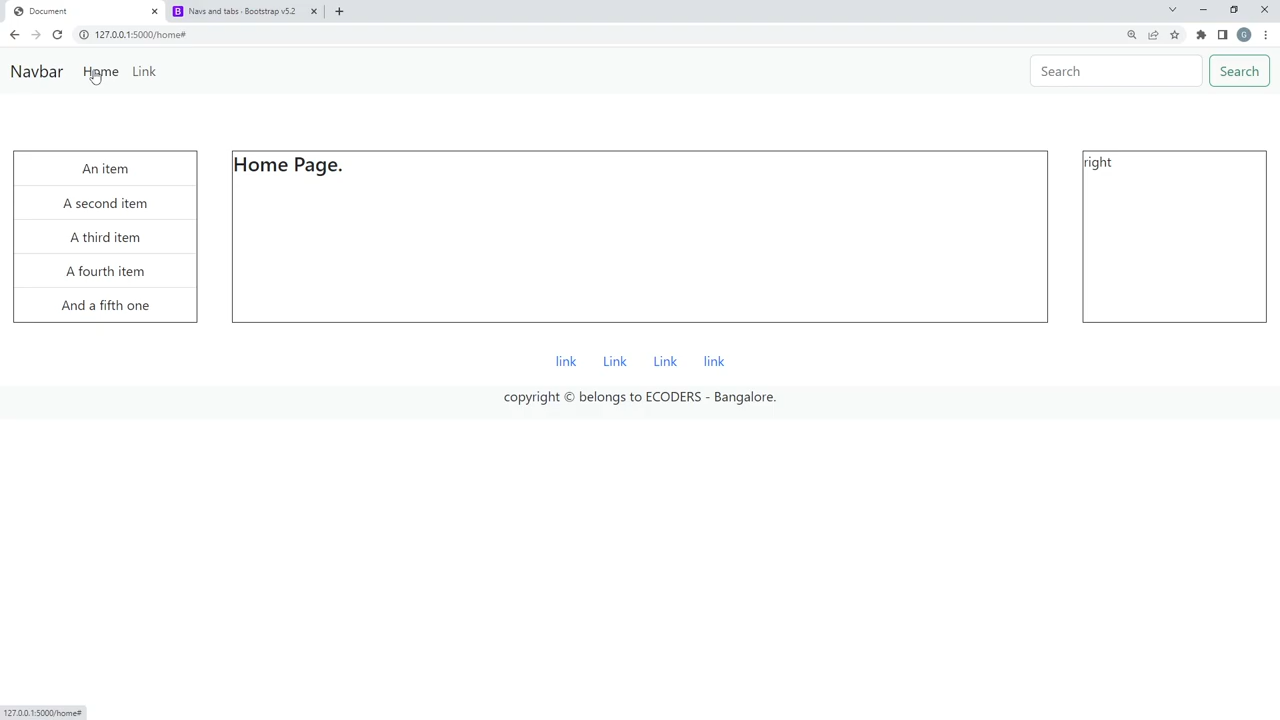 Document
Navs and tabs · Bootstrap v5.2
127.0.0.1:5000/home#
G
Navbar Home Link Search Search
An item
A second item
A third item
A fourth item
And a fifth one
Home Page.
right
link Link Link link
copyright © belongs to ECODERS - Bangalore.
127.0.0.1:5000/home#